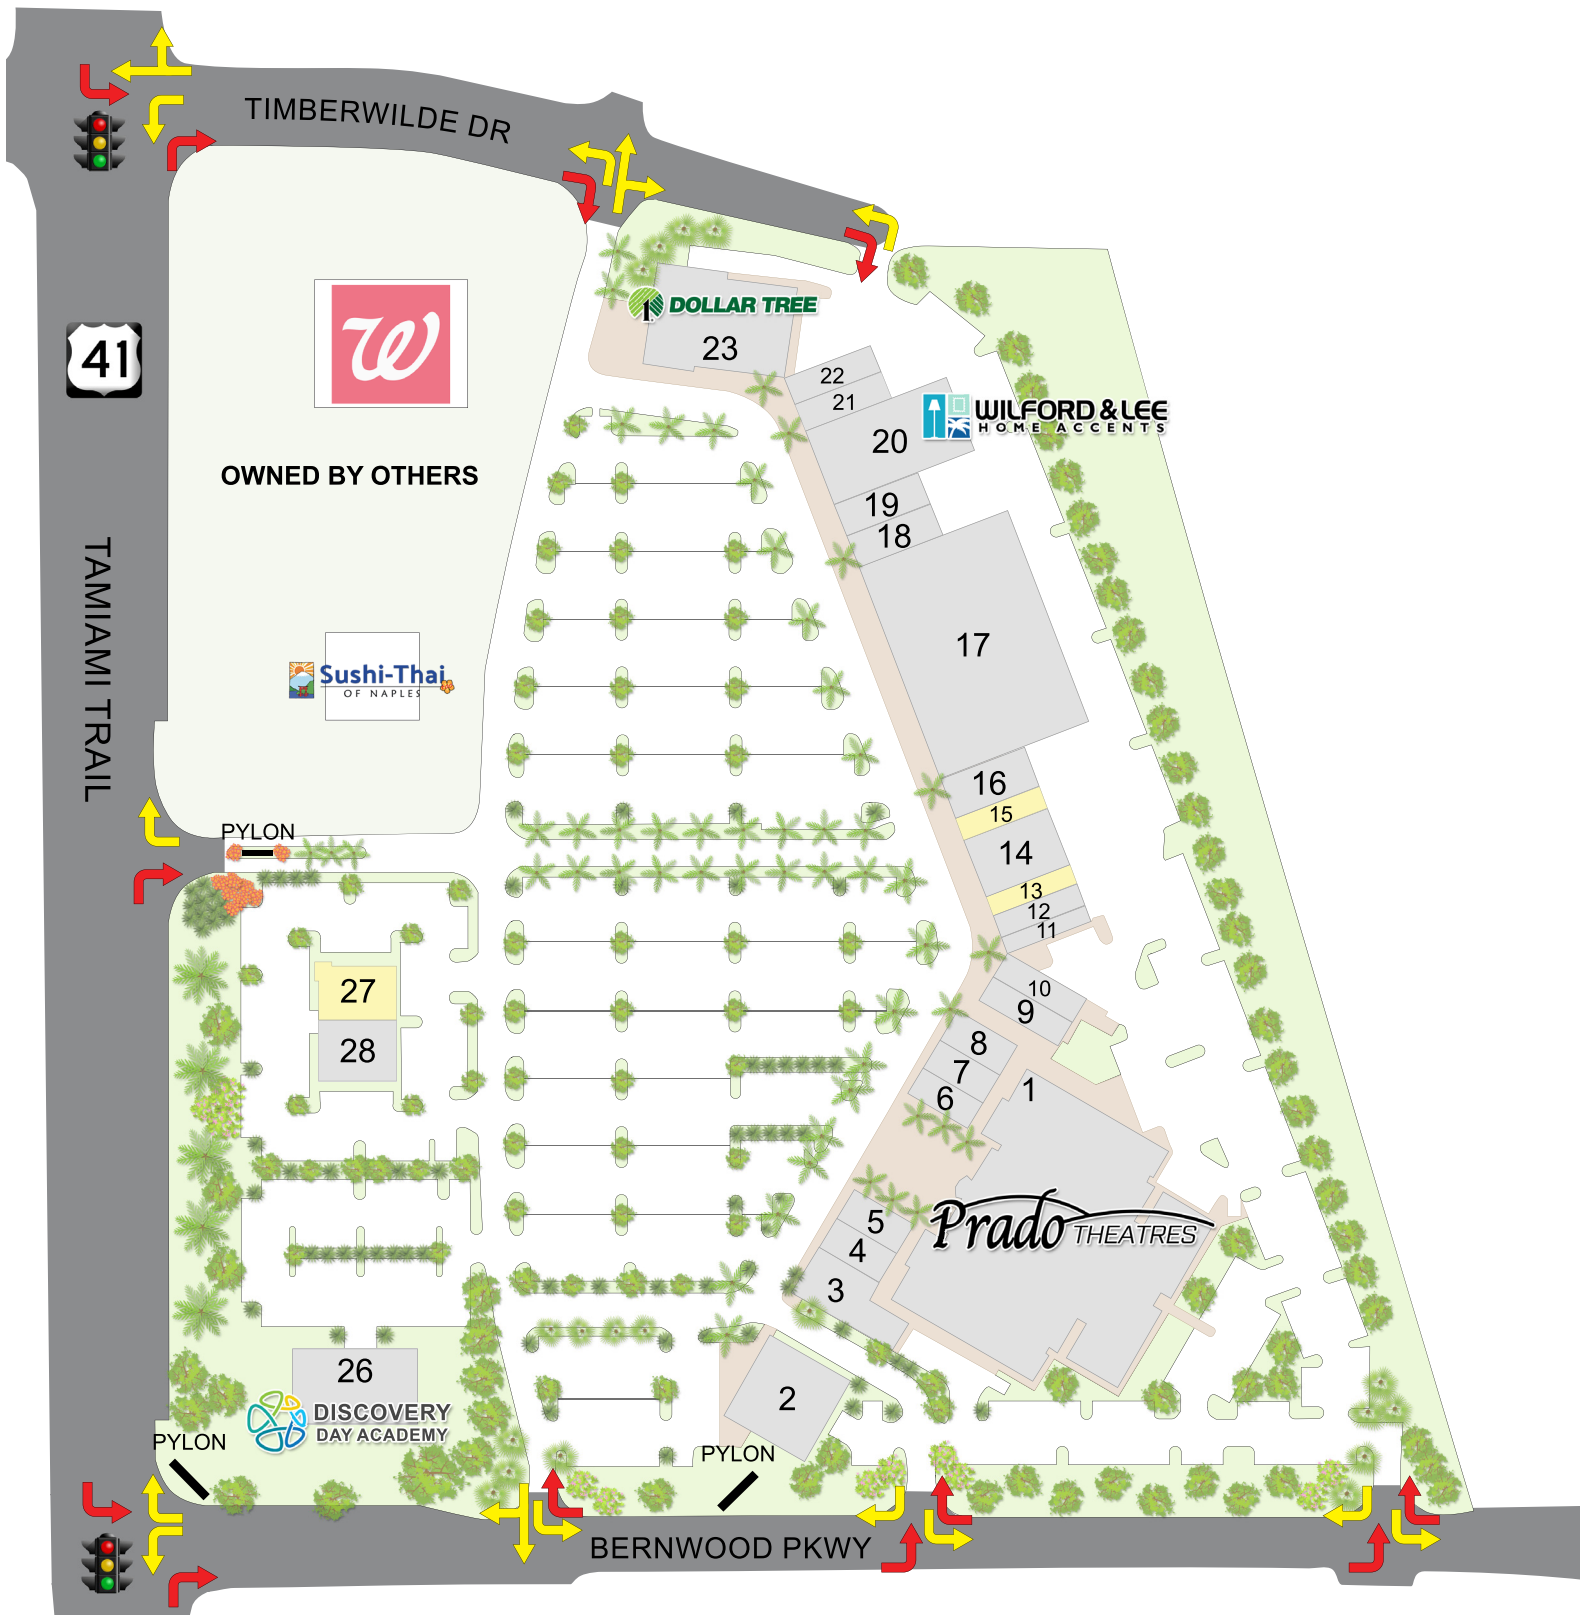 TIMBERWILDE DR
41
W
DOLLAR TREE
23
22
21
20
WILFORD & LEE
HOME ACCENTS
OWNED BY OTHERS
19
18
TAMIAMI TRAIL
17
Sushi-Thai
OF NAPLES
16
15
14
13
12
11
PYLON
10
9
8
7
6
1
27
28
5
4
3
Prado THEATRES
26
DISCOVERY
DAY ACADEMY
2
PYLON
PYLON
BERNWOOD PKWY